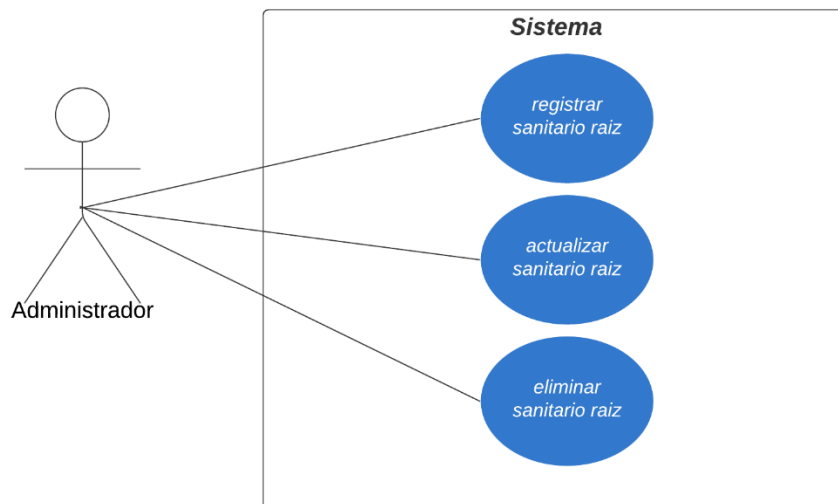 Sistema
registrar
sanitario raiz
actualizar
sanitario raiz
Administrador
eliminar
sanitario raiz